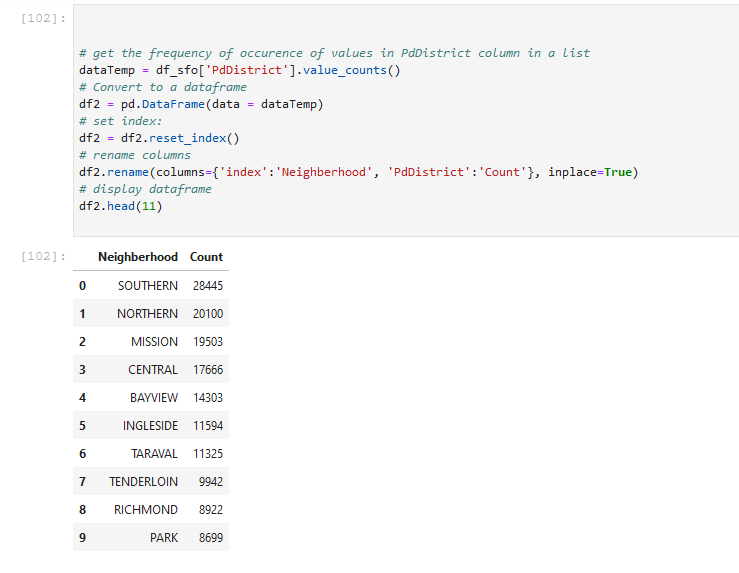 [102]:
# get the frequency of occurence of values in PdDistrict column in a list
dataTemp = df_sfo['PdDistrict'].value_counts()
# Convert to a dataframe
df2 = pd.DataFrame(data = dataTemp)
# set index:
df2 = df2.reset_index()
# rename columns
df2.rename(columns={'index':'Neighberhood', 'PdDistrict':'Count'}, inplace=True)
# display dataframe
df2.head(11)
[102]:
Neighberhood Count
0 SOUTHERN 28445
1 NORTHERN 20100
2 MISSION 19503
3 CENTRAL 17666
4 BAYVIEW 14303
5 INGLESIDE 11594
6 TARAVAL 11325
7 TENDERLOIN 9942
8 RICHMOND 8922
9 PARK 8699